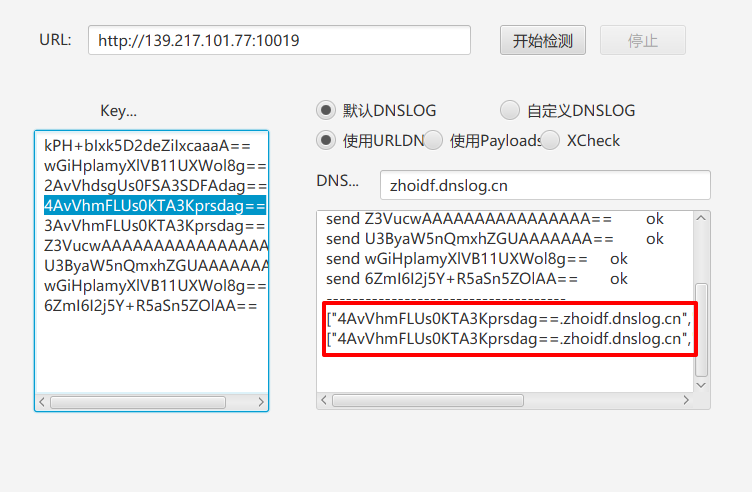 URL:
http://139.217.101.77:10019
开始检测
停止
Key...
默认DNSLOG
自定义DNSLOG
使用URLDN
使用Payloads
XCheck
kPH+bIxk5D2deZiIxcaaaA==
wGiHplamyXlVB11UXWol8g==
2AvVhdsgUs0FSA3SDFAdag==
4AvVhmFLUs0KTA3Kprsdag==
3AvVhmFLUs0KTA3Kprsdag==
Z3VucwAAAAAAAAAAAAAAAA
U3ByaW5nQmxhZGUAAAAAAA
wGiHplamyXlVB11UXWol8g==
6ZmI6I2j5Y+R5aSn5ZOlAA==
DNS...
zhoidf.dnslog.cn
send Z3VucwAAAAAAAAAAAAAAAA== ok
send U3ByaW5nQmxhZGUAAAAAAA== ok
send wGiHplamyXlVB11UXWol8g== ok
send 6ZmI6I2j5Y+R5aSn5ZOlAA== ok
-------------------------------------
["4AvVhmFLUs0KTA3Kprsdag==.zhoidf.dnslog.cn",
["4AvVhmFLUs0KTA3Kprsdag==.zhoidf.dnslog.cn",